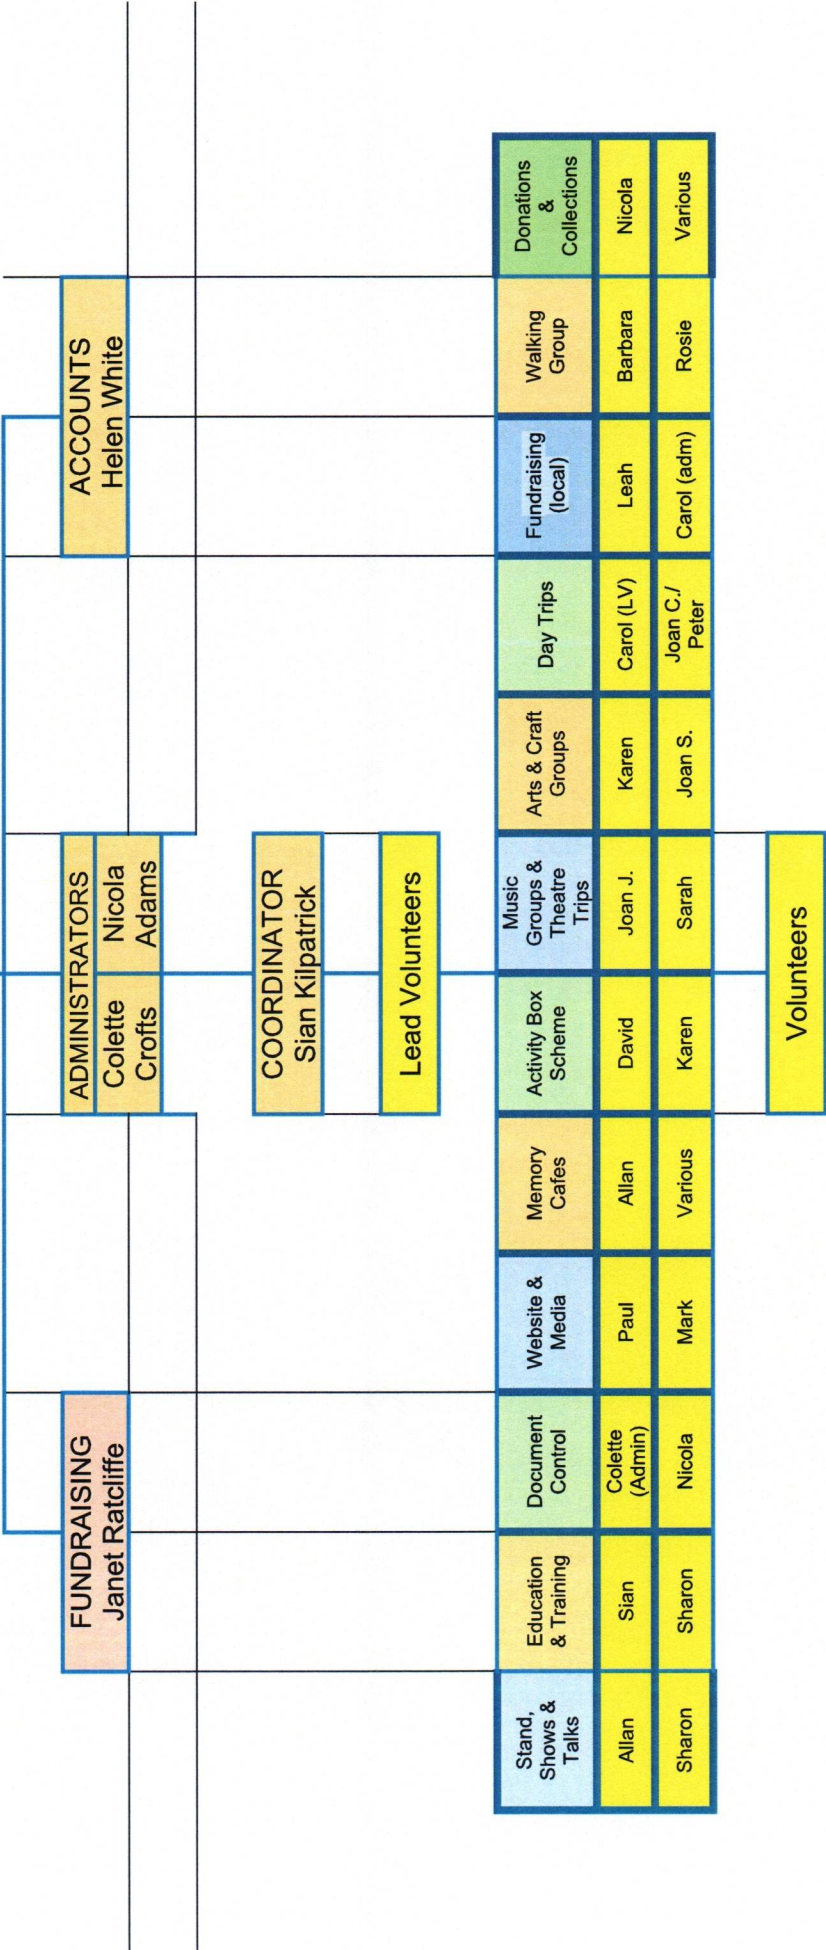 FUNDRAISING
Janet Ratcliffe
ADMINISTRATORS
Colette
Crofts
Nicola
Adams
ACCOUNTS
Helen White
COORDINATOR
Sian Kilpatrick
Lead Volunteers
Stand,
Shows &
Talks
Education
& Training
Document
Control
Website &
Media
Memory
Cafes
Activity Box
Scheme
Music
Groups &
Theatre
Trips
Arts & Craft
Groups
Day Trips
Fundraising
(local)
Walking
Group
Donations
&
Collections
Allan
Sian
Colette
(Admin)
Paul
Allan
David
Joan J.
Karen
Carol (LV)
Leah
Barbara
Nicola
Sharon
Sharon
Nicola
Mark
Various
Karen
Sarah
Joan S.
Joan C./
Peter
Carol (adm)
Rosie
Various
Volunteers